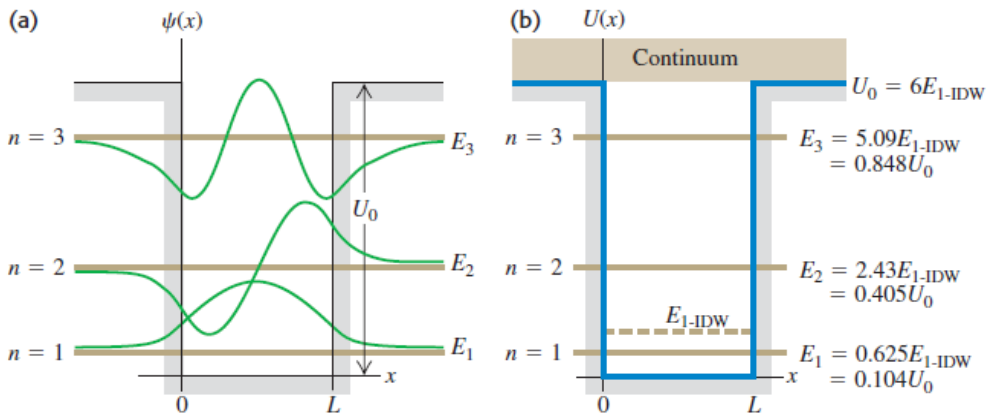 (a)
ψ(x)
n = 3
E₃
U₀
n = 2
E₂
n = 1
E₁
x
0
L
(b)
U(x)
Continuum
U₀ = 6E₁₋IDW
n = 3
E₃ = 5.09E₁₋IDW
= 0.848U₀
n = 2
E₂ = 2.43E₁₋IDW
= 0.405U₀
E₁₋IDW
n = 1
E₁ = 0.625E₁₋IDW
= 0.104U₀
x
0
L